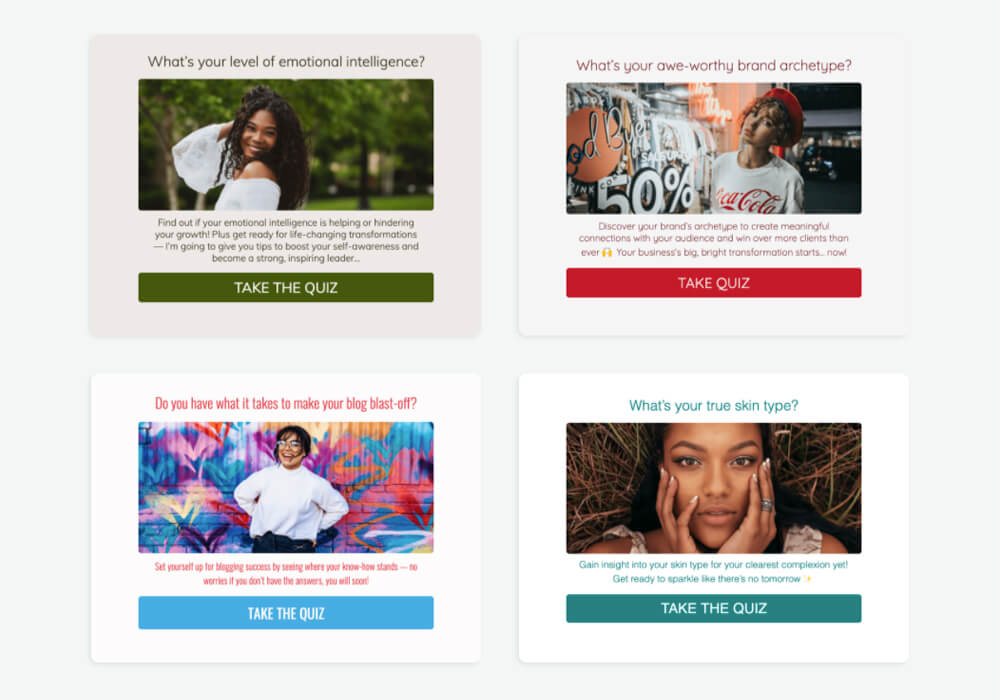 What's your level of emotional intelligence?
Find out if your emotional intelligence is helping or hindering
your growth! Plus get ready for life-changing transformations
— I'm going to give you tips to boost your self-awareness and
become a strong, inspiring leader...
TAKE THE QUIZ
What's your awe-worthy brand archetype?
SALE UP TO
50%
Coca-Cola
Discover your brand's archetype to create meaningful
connections with your audience and win over more clients than
ever 🙌 Your business's big, bright transformation starts... now!
TAKE QUIZ
Do you have what it takes to make your blog blast-off?
Set yourself up for blogging success by seeing where your know-how stands — no
worries if you don't have the answers, you will soon!
TAKE THE QUIZ
What's your true skin type?
Gain insight into your skin type for your clearest complexion yet!
Get ready to sparkle like there's no tomorrow ✨
TAKE THE QUIZ